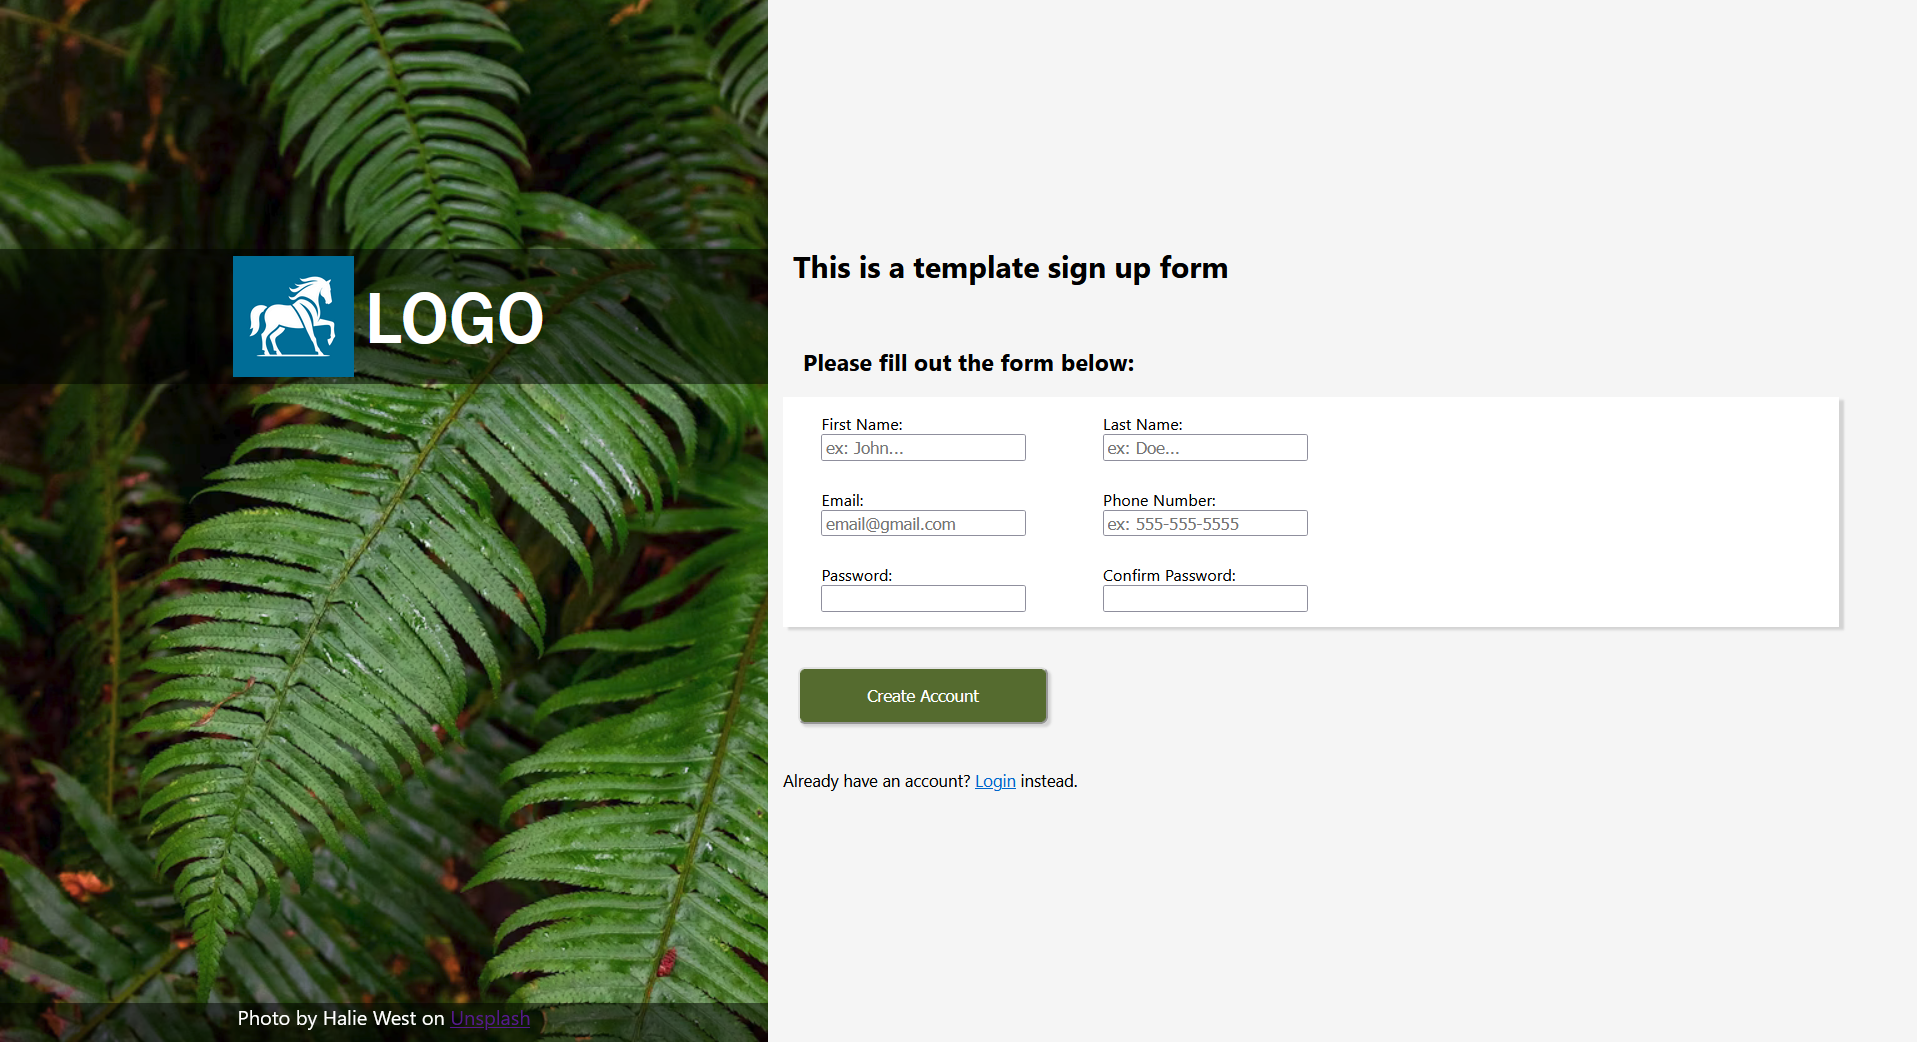 LOGO
Photo by Halie West on Unsplash
This is a template sign up form
Please fill out the form below:
First Name:
Last Name:
ex: John...
ex: Doe...
Email:
Phone Number:
email@gmail.com
ex: 555-555-5555
Password:
Confirm Password:
Create Account
Already have an account? Login instead.